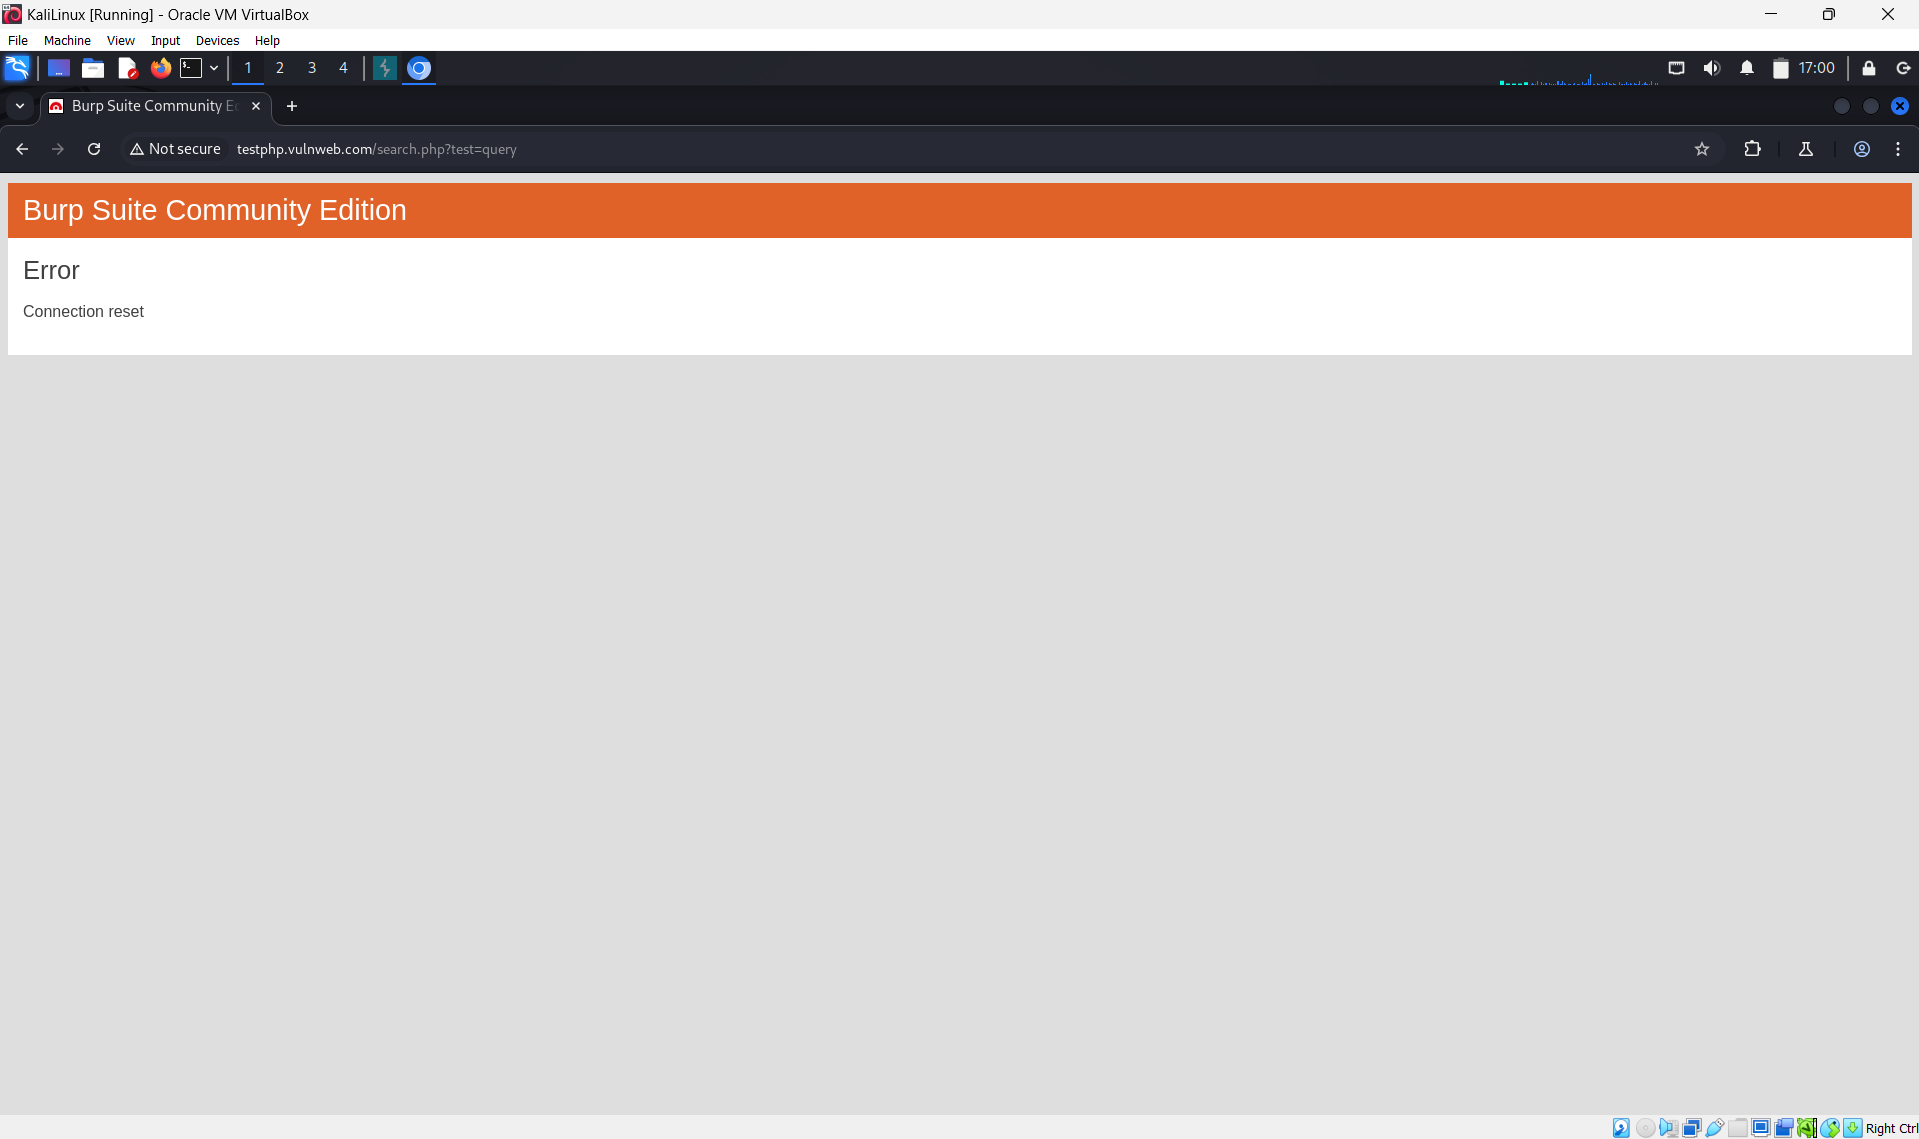 KaliLinux [Running] - Oracle VM VirtualBox
File Machine View Input Devices Help
1 2 3 4 17:00
Burp Suite Community Ed
Not secure testphp.vulnweb.com/search.php?test=query
Burp Suite Community Edition
Error
Connection reset
Right Ctrl